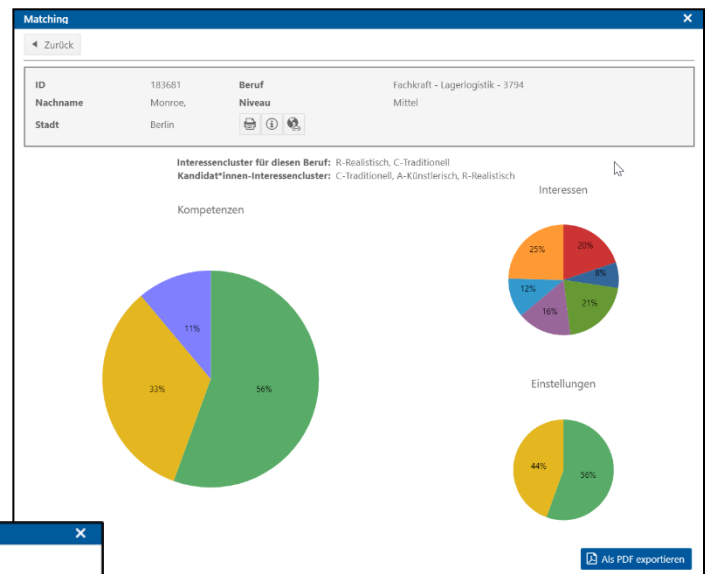 Matching
Zurück
ID 183681 Beruf Fachkraft - Lagerlogistik - 3794
Nachname Monroe, Niveau Mittel
Stadt Berlin
Interessencluster für diesen Beruf: R-Realistisch, C-Traditionell
Kandidat*innen-Interessencluster: C-Traditionell, A-Künstlerisch, R-Realistisch
Interessen
Kompetenzen
25% 20%
8%
12%
21%
16%
11%
33% 56%
Einstellungen
44% 56%
Als PDF exportieren